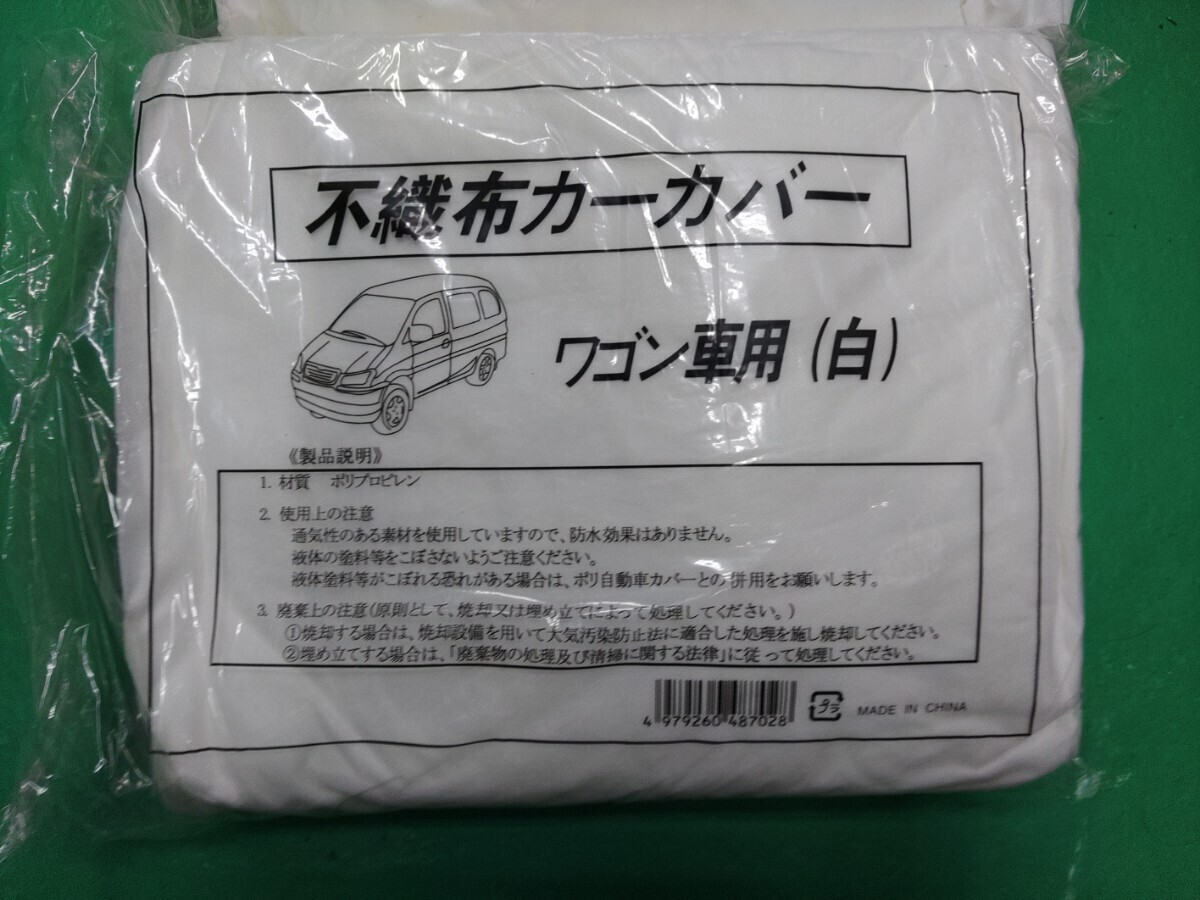 不織布カーカバー
ワゴン車用(白)
《製品説明》
1. 材質 ポリプロピレン
2. 使用上の注意
通気性のある素材を使用していますので、防水効果はありません。
液体の塗料等をこぼさないようご注意ください。
液体塗料等がこぼれる恐れがある場合は、ポリ自動車カバーとの併用をお願いします。
3. 廃棄上の注意(原則として、焼却又は埋め立てによって処理してください。)
①焼却する場合は、焼却設備を用いて大気汚染防止法に適合した処理を施し焼却してください。
②埋め立てする場合は、「廃棄物の処理及び清掃に関する法律」に従って処理してください。
4 979260 487028
プラ
MADE IN CHINA